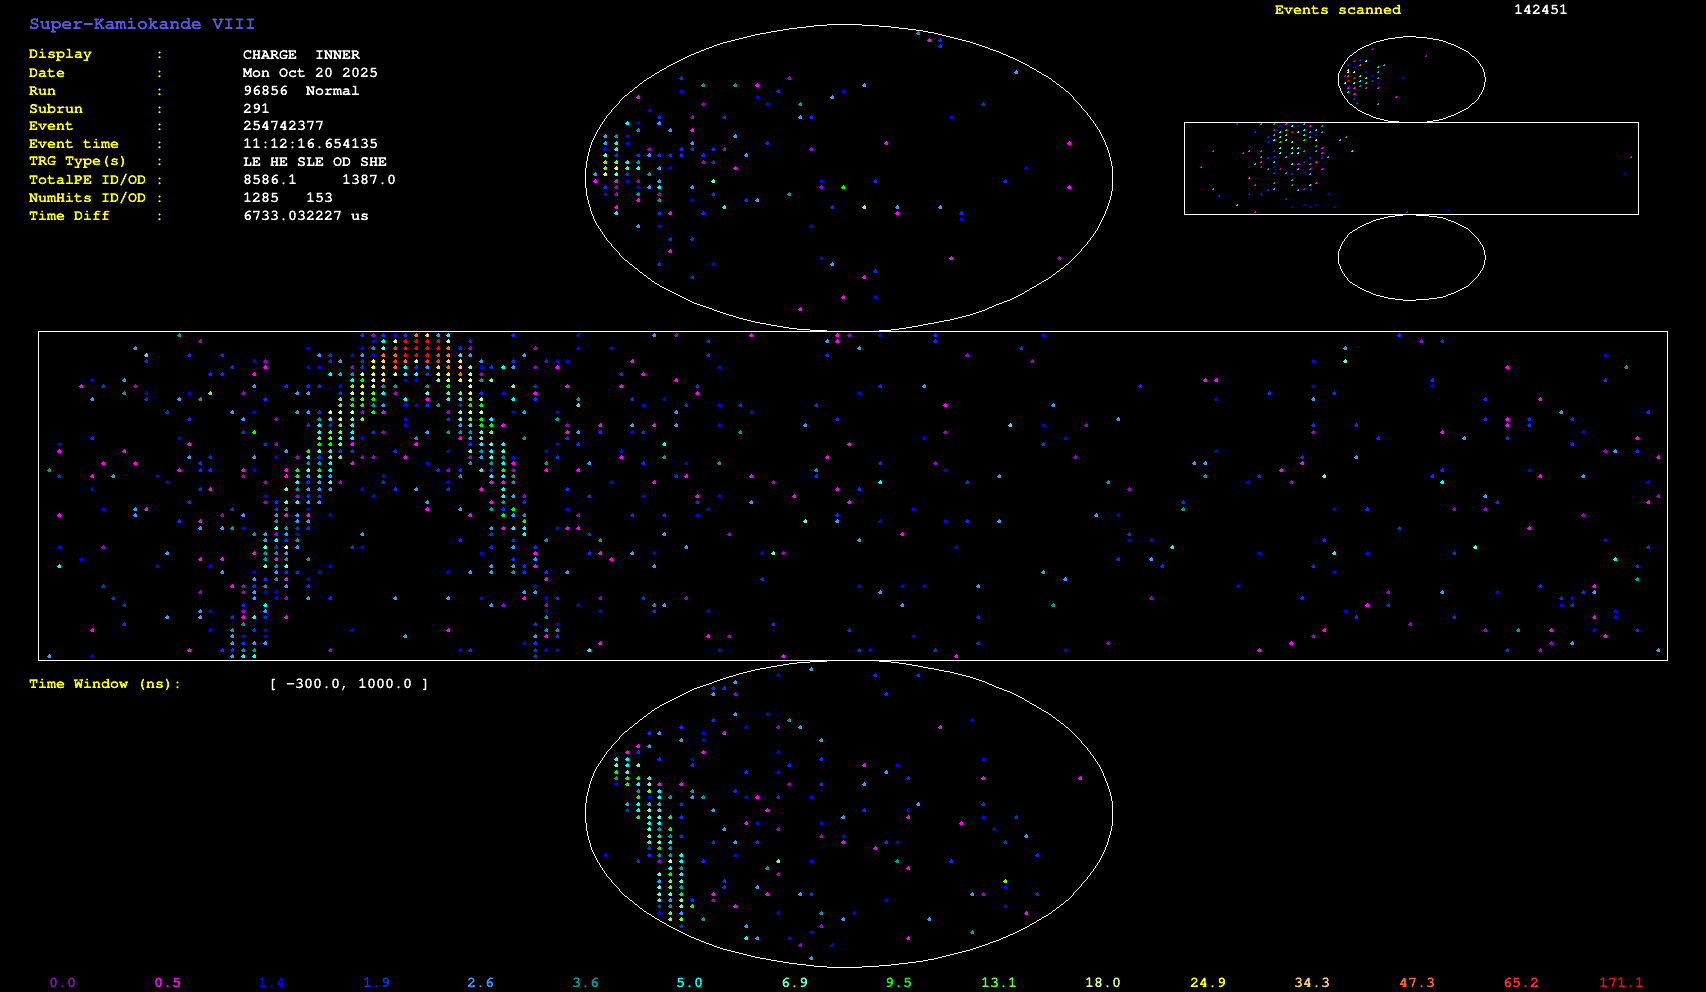 Super-Kamiokande VIII
Events scanned 142451
Display : CHARGE INNER
Date : Mon Oct 20 2025
Run : 96856 Normal
Subrun : 291
Event : 254742377
Event time : 11:12:16.654135
TRG Type(s) : LE HE SLE OD SHE
TotalPE ID/OD : 8586.1 1387.0
NumHits ID/OD : 1285 153
Time Diff : 6733.032227 us
Time Window (ns): [ -300.0, 1000.0 ]
0.0 0.5 1.4 1.9 2.6 3.6 5.0 6.9 9.5 13.1 18.0 24.9 34.3 47.3 65.2 171.1